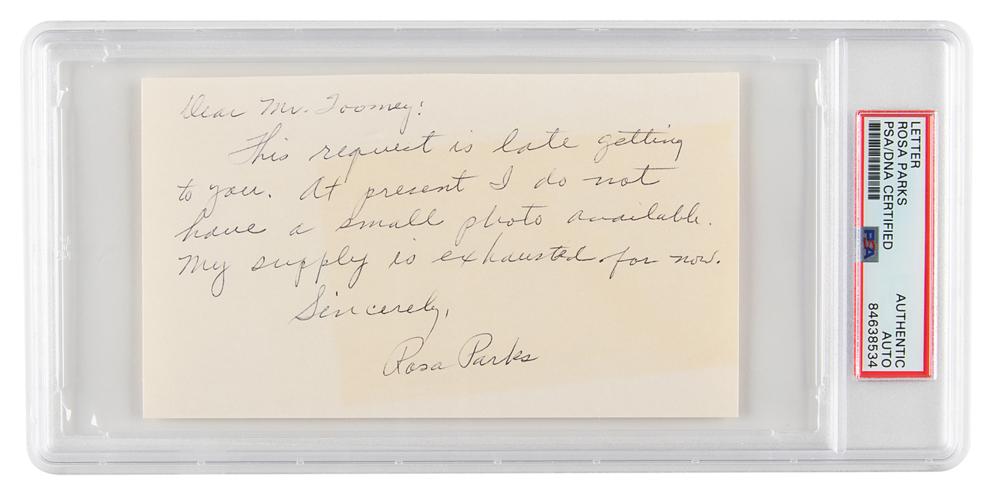 Dear Mr. Toomey:
This request is late getting
to you. At present I do not
have a small photo available.
My supply is exhausted for now.
Sincerely,
Rosa Parks
LETTER
ROSA PARKS
PSA/DNA CERTIFIED
PSA
AUTHENTIC
AUTO
84638534